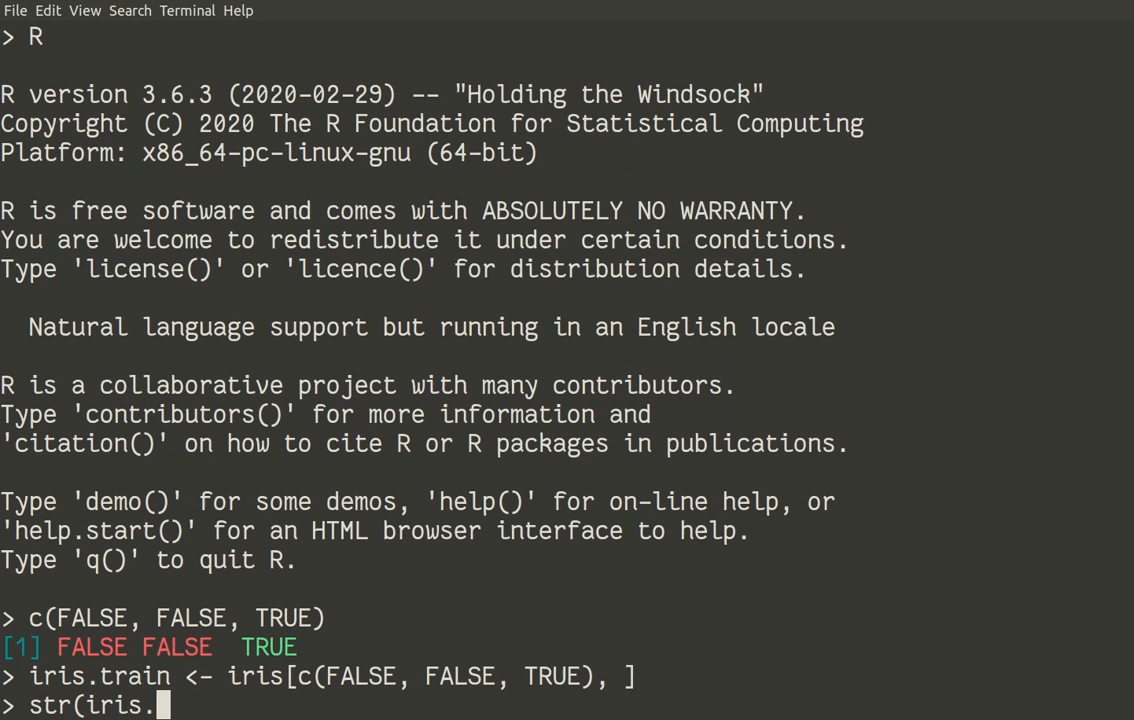 File Edit View Search Terminal Help
> R
R version 3.6.3 (2020-02-29) -- "Holding the Windsock"
Copyright (C) 2020 The R Foundation for Statistical Computing
Platform: x86_64-pc-linux-gnu (64-bit)
R is free software and comes with ABSOLUTELY NO WARRANTY.
You are welcome to redistribute it under certain conditions.
Type 'license()' or 'licence()' for distribution details.
  Natural language support but running in an English locale
R is a collaborative project with many contributors.
Type 'contributors()' for more information and
'citation()' on how to cite R or R packages in publications.
Type 'demo()' for some demos, 'help()' for on-line help, or
'help.start()' for an HTML browser interface to help.
Type 'q()' to quit R.
> c(FALSE, FALSE, TRUE)
[1] FALSE FALSE  TRUE
> iris.train <- iris[c(FALSE, FALSE, TRUE), ]
> str(iris.